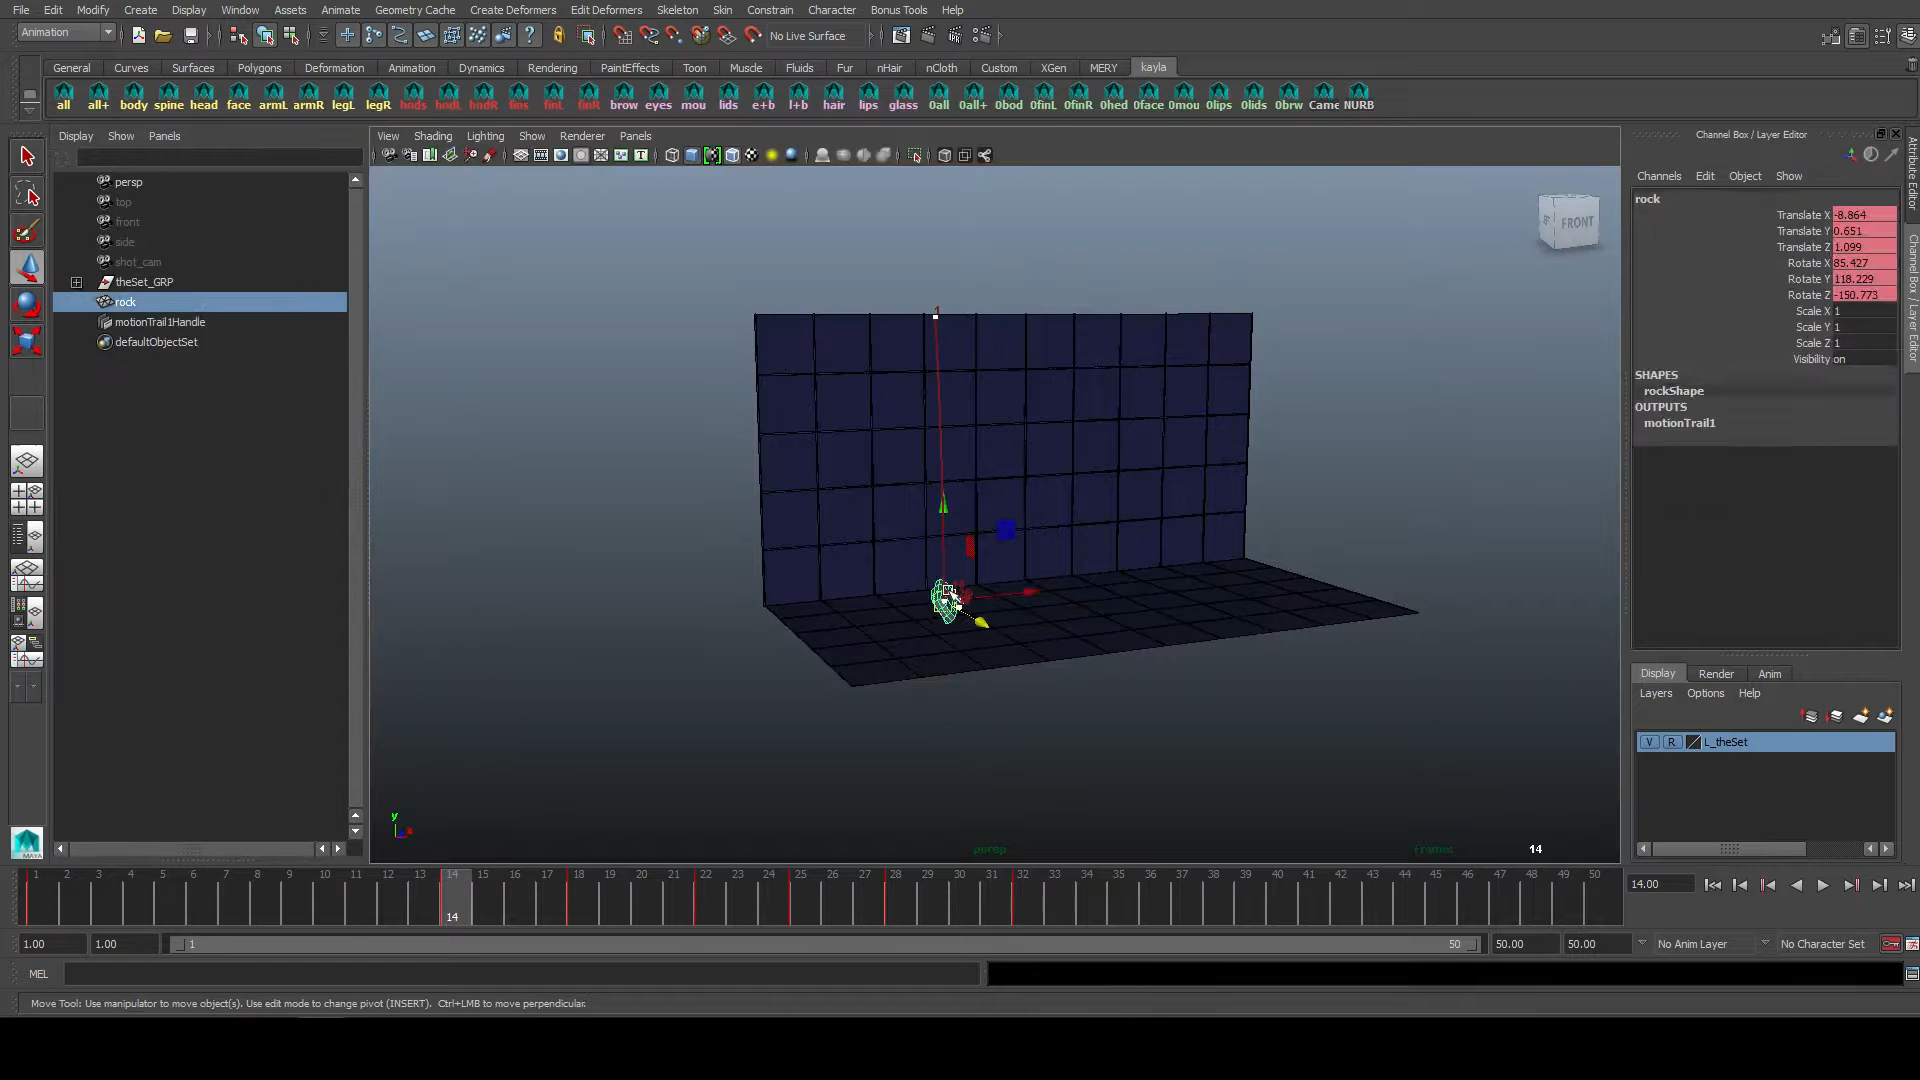 File Edit Modify Create Display Window Assets Animate Geometry Cache Create Deformers Edit Deformers Skeleton Skin Constrain Character Bonus Tools Help
Animation No Live Surface
General Curves Surfaces Polygons Deformation Animation Dynamics Rendering PaintEffects Toon Muscle Fluids Fur nHair nCloth Custom XGen MERY kayla
all all+ body spine head face armL armR legL legR hnds hndL hndR fins finL finR brow eyes mou lids e+b l+b hair lips glass 0all 0all+ 0bod 0finL 0finR 0hed 0face 0mou 0lips 0lids 0brw Came NURB
Display Show Panels
View Shading Lighting Show Renderer Panels
persp
top
front
side
shot_cam
theSet_GRP
rock
motionTrail1Handle
defaultObjectSet
FRONT
1
y
x
persp
Frame: 14
Channel Box / Layer Editor
Channels Edit Object Show
rock
Translate X -8.864
Translate Y 0.651
Translate Z 1.099
Rotate X 85.427
Rotate Y 118.229
Rotate Z -150.773
Scale X 1
Scale Y 1
Scale Z 1
Visibility on
SHAPES
rockShape
OUTPUTS
motionTrail1
Attribute Editor
Channel Box / Layer Editor
Display Render Anim
Layers Options Help
V R L_theSet
MAYA
1 2 3 4 5 6 7 8 9 10 11 12 13 14 15 16 17 18 19 20 21 22 23 24 25 26 27 28 29 30 31 32 33 34 35 36 37 38 39 40 41 42 43 44 45 46 47 48 49 50
14
14.00
1.00 1.00 1 50 50.00 50.00 No Anim Layer No Character Set
MEL
Move Tool: Use manipulator to move object(s). Use edit mode to change pivot (INSERT). Ctrl+LMB to move perpendicular.